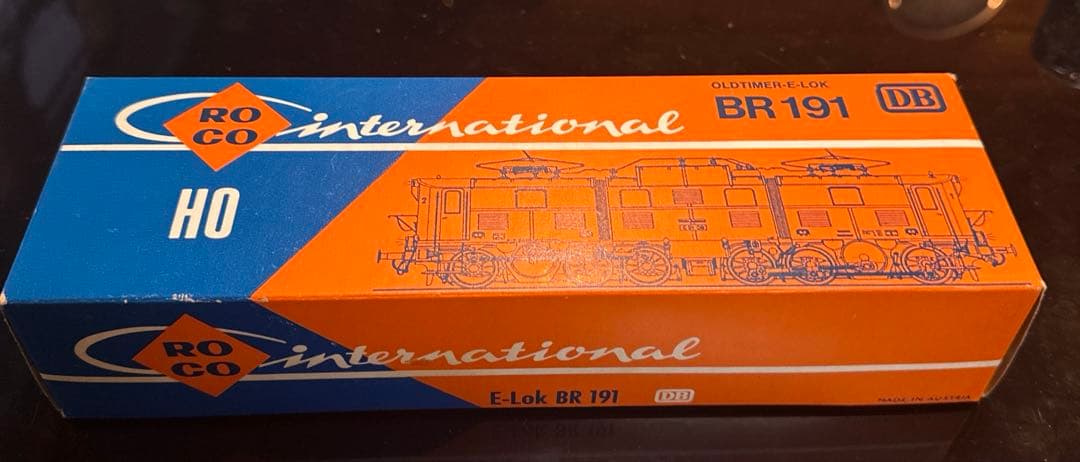 RO
CO
international
OLDTIMER-E-LOK
BR 191
DB
HO
2
RO
CO
international
E-Lok BR 191
DB
MADE IN AUSTRIA